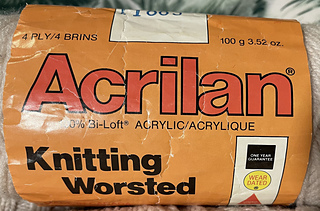 4 PLY/4 BRINS
100 g 3.52 oz.
Acrilan®
Bi-Loft® ACRYLIC/ACRYLIQUE
Knitting
Worsted
ONE YEAR
GUARANTEE
WEAR
DATED